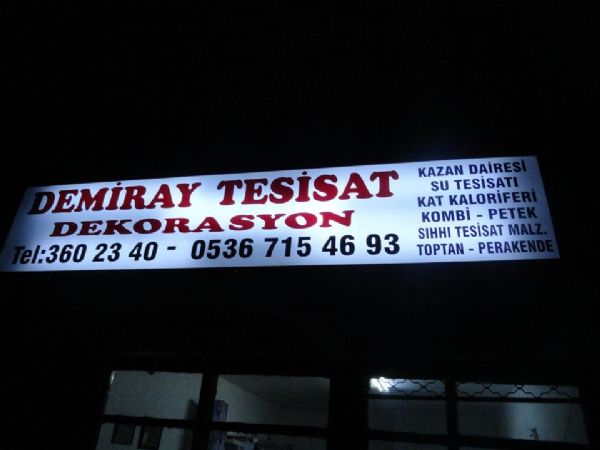 DEMİRAY TESİSAT
DEKORASYON
Tel:360 23 40 - 0536 715 46 93
KAZAN DAİRESİ
SU TESİSATI
KAT KALORİFERİ
KOMBİ - PETEK
SIHHI TESİSAT MALZ.
TOPTAN - PERAKENDE